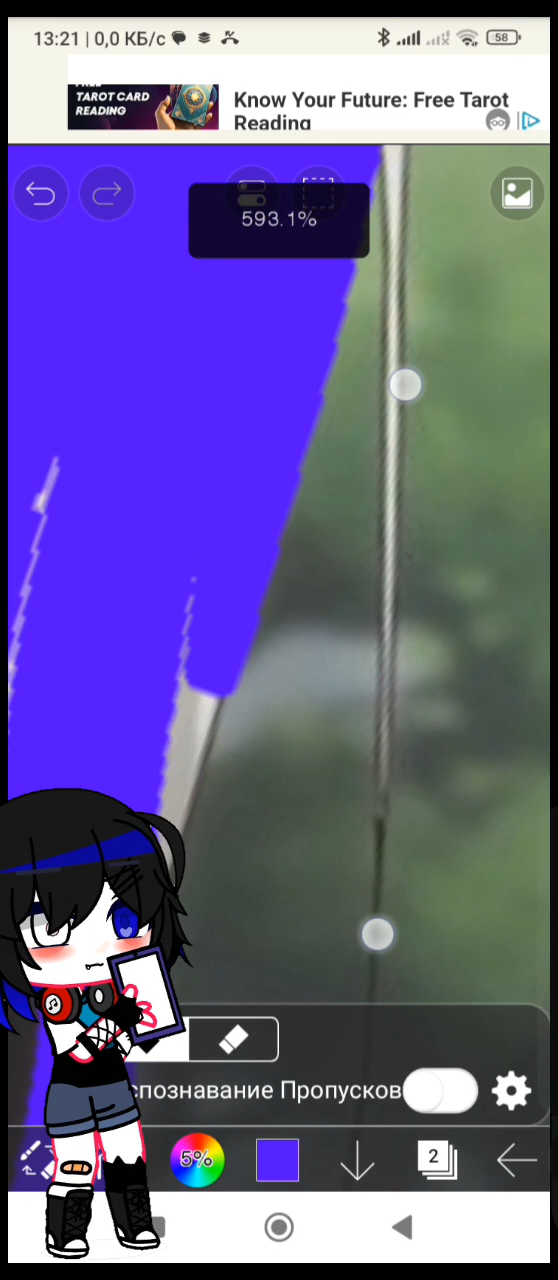 13:21 | 0,0 КБ/с
58
TAROT CARD
READING
Know Your Future: Free Tarot
Reading
593.1%
спознавание Пропусков
5%
2